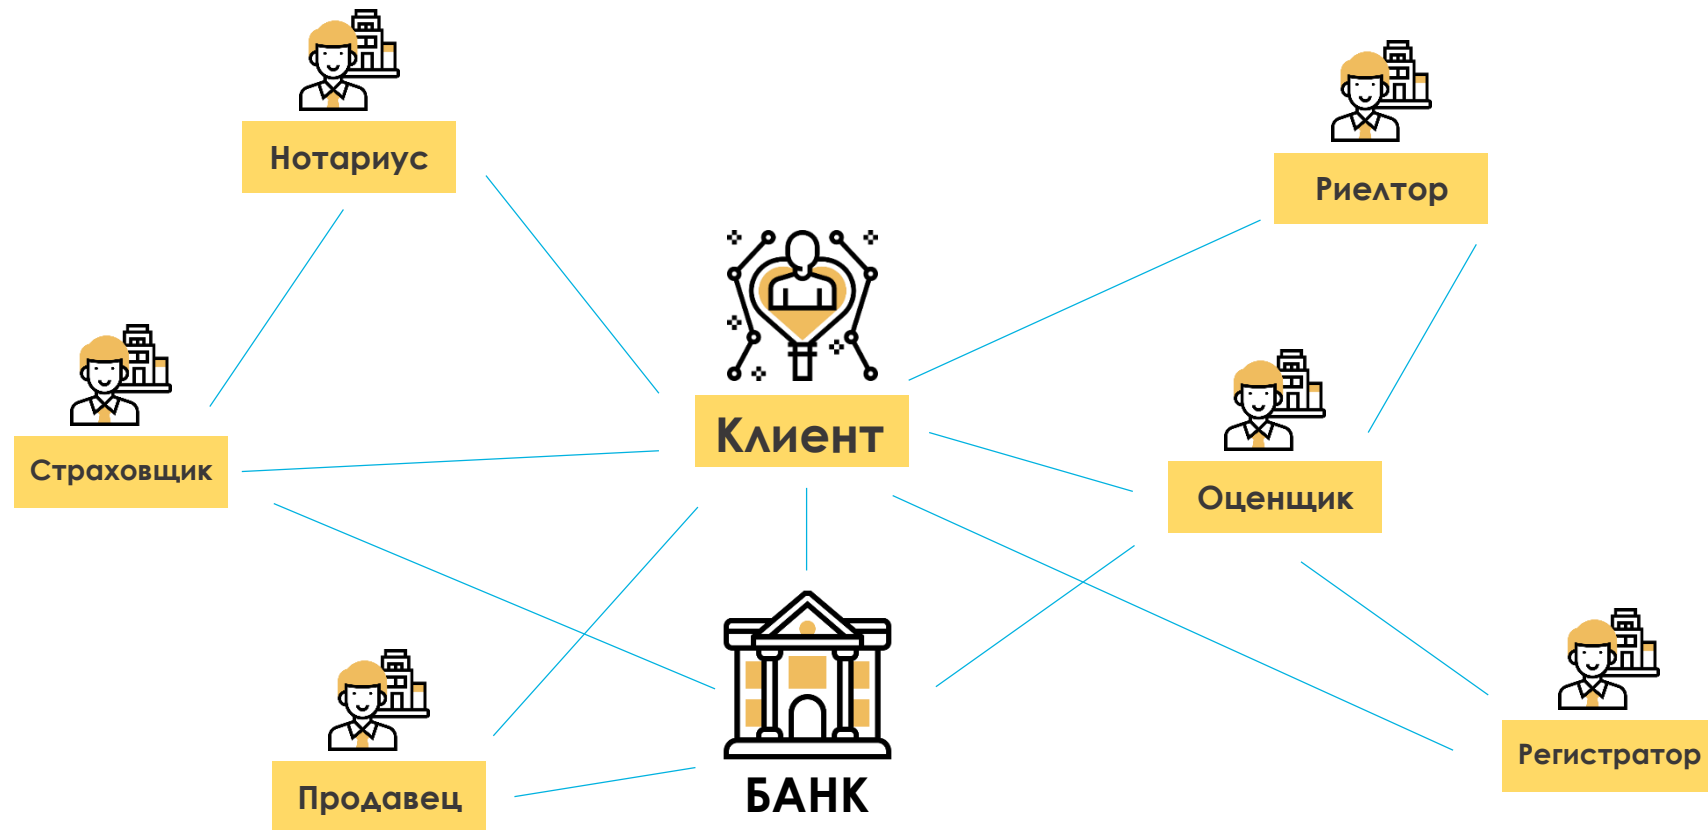 Нотариус
Риелтор
Клиент
Страховщик
Оценщик
Регистратор
Продавец
БАНК